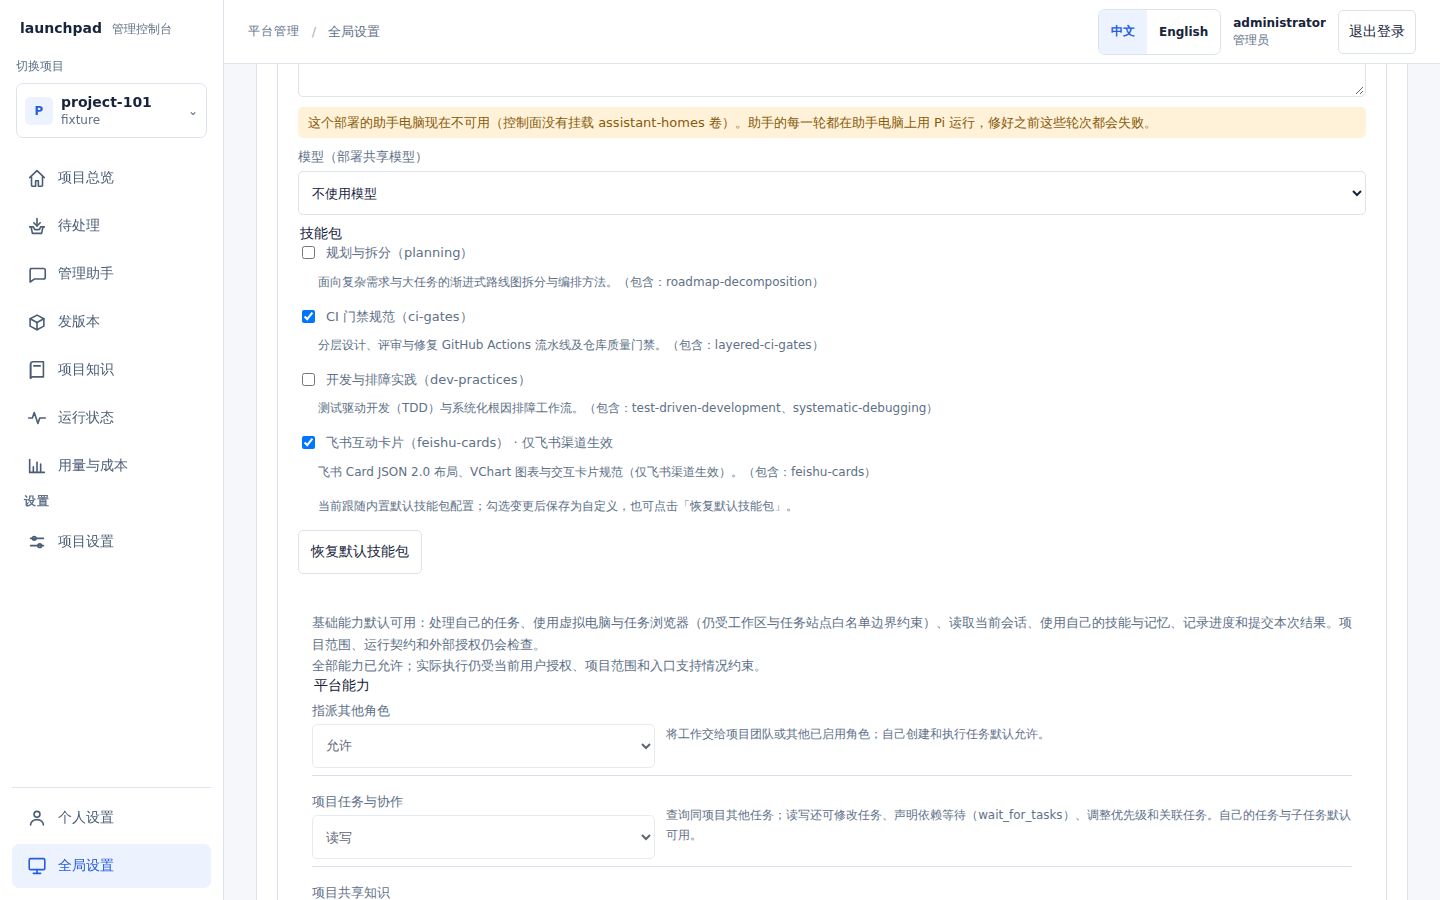 launchpad 管理控制台
切换项目
P
project-101
fixture
项目总览
待处理
管理助手
发版本
项目知识
运行状态
用量与成本
设置
项目设置
个人设置
全局设置
平台管理 / 全局设置
中文 English
administrator
管理员
退出登录
这个部署的助手电脑现在不可用（控制面没有挂载 assistant-homes 卷）。助手的每一轮都在助手电脑上用 Pi 运行，修好之前这些轮次都会失败。
模型（部署共享模型）
不使用模型
技能包
规划与拆分（planning）
面向复杂需求与大任务的渐进式路线图拆分与编排方法。（包含：roadmap-decomposition）
CI 门禁规范（ci-gates）
分层设计、评审与修复 GitHub Actions 流水线及仓库质量门禁。（包含：layered-ci-gates）
开发与排障实践（dev-practices）
测试驱动开发（TDD）与系统化根因排障工作流。（包含：test-driven-development、systematic-debugging）
飞书互动卡片（feishu-cards） · 仅飞书渠道生效
飞书 Card JSON 2.0 布局、VChart 图表与交互卡片规范（仅飞书渠道生效）。（包含：feishu-cards）
当前跟随内置默认技能包配置；勾选变更后保存为自定义，也可点击「恢复默认技能包」。
恢复默认技能包
基础能力默认可用：处理自己的任务、使用虚拟电脑与任务浏览器（仍受工作区与任务站点白名单边界约束）、读取当前会话、使用自己的技能与记忆、记录进度和提交本次结果。项
目范围、运行契约和外部授权仍会检查。
全部能力已允许；实际执行仍受当前用户授权、项目范围和入口支持情况约束。
平台能力
指派其他角色
允许
将工作交给项目团队或其他已启用角色；自己创建和执行任务默认允许。
项目任务与协作
读写
查询同项目其他任务；读写还可修改任务、声明依赖等待（wait_for_tasks）、调整优先级和关联任务。自己的任务与子任务默认
可用。
项目共享知识